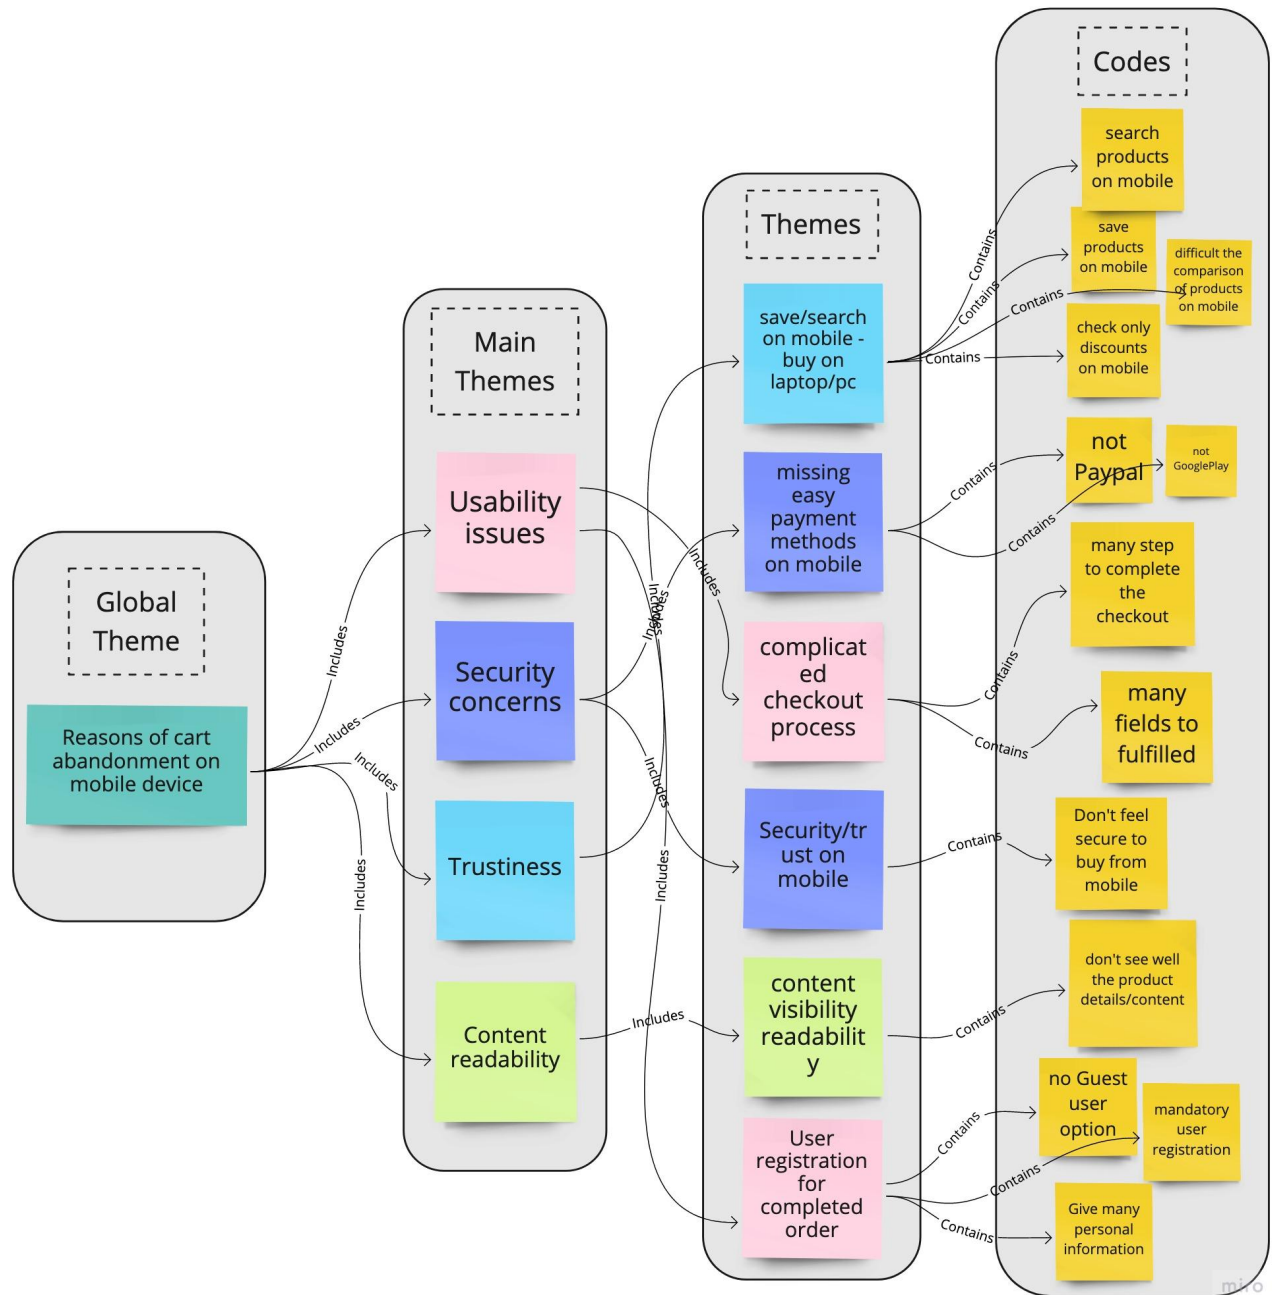 Global
Theme
Reasons of cart
abandonment on
mobile device
Includes
Includes
Includes
Includes
Main
Themes
Usability
issues
Security
concerns
Trustiness
Content
readability
Includes
Includes
Includes
Includes
Includes
Includes
Includes
Themes
save/search
on mobile -
buy on
laptop/pc
missing
easy
payment
methods
on mobile
complicat
ed
checkout
process
Security/tr
ust on
mobile
content
visibility
readabilit
y
User
registration
for
completed
order
Contains
Contains
Contains
Contains
Contains
Contains
Contains
Contains
Contains
Contains
Contains
Contains
Contains
Codes
search
products
on mobile
save
products
on mobile
difficult the
comparison
of products
on mobile
check only
discounts
on mobile
not
Paypal
not
GooglePlay
many step
to complete
the
checkout
many
fields to
fulfilled
Don't feel
secure to
buy from
mobile
don't see well
the product
details/content
no Guest
user
option
mandatory
user
registration
Give many
personal
information
miro